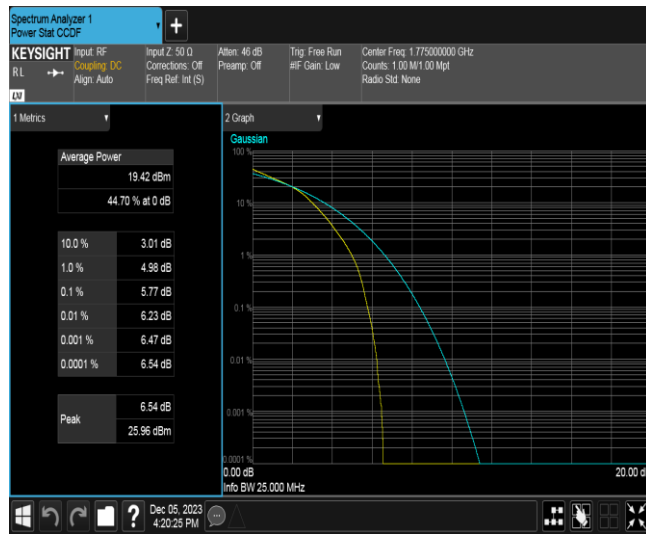 Spectrum Analyzer 1
Power Stat CCDF
+
KEYSIGHT
RL
LXI
Input: RF
Coupling: DC
Align: Auto
Input Z: 50 Ω
Corrections: Off
Freq Ref: Int (S)
Atten: 46 dB
Preamp: Off
Trig: Free Run
#IF Gain: Low
Center Freq: 1.775000000 GHz
Counts: 1.00 M/1.00 Mpt
Radio Std: None
1 Metrics
Average Power
19.42 dBm
44.70 % at 0 dB
10.0 % 3.01 dB
1.0 % 4.98 dB
0.1 % 5.77 dB
0.01 % 6.23 dB
0.001 % 6.47 dB
0.0001 % 6.54 dB
Peak
6.54 dB
25.96 dBm
2 Graph
Gaussian
100 %
10 %
1 %
0.1 %
0.01 %
0.001 %
0.0001 %
0.00 dB 20.00 d
Info BW 25.000 MHz
?
Dec 05, 2023
4:20:25 PM